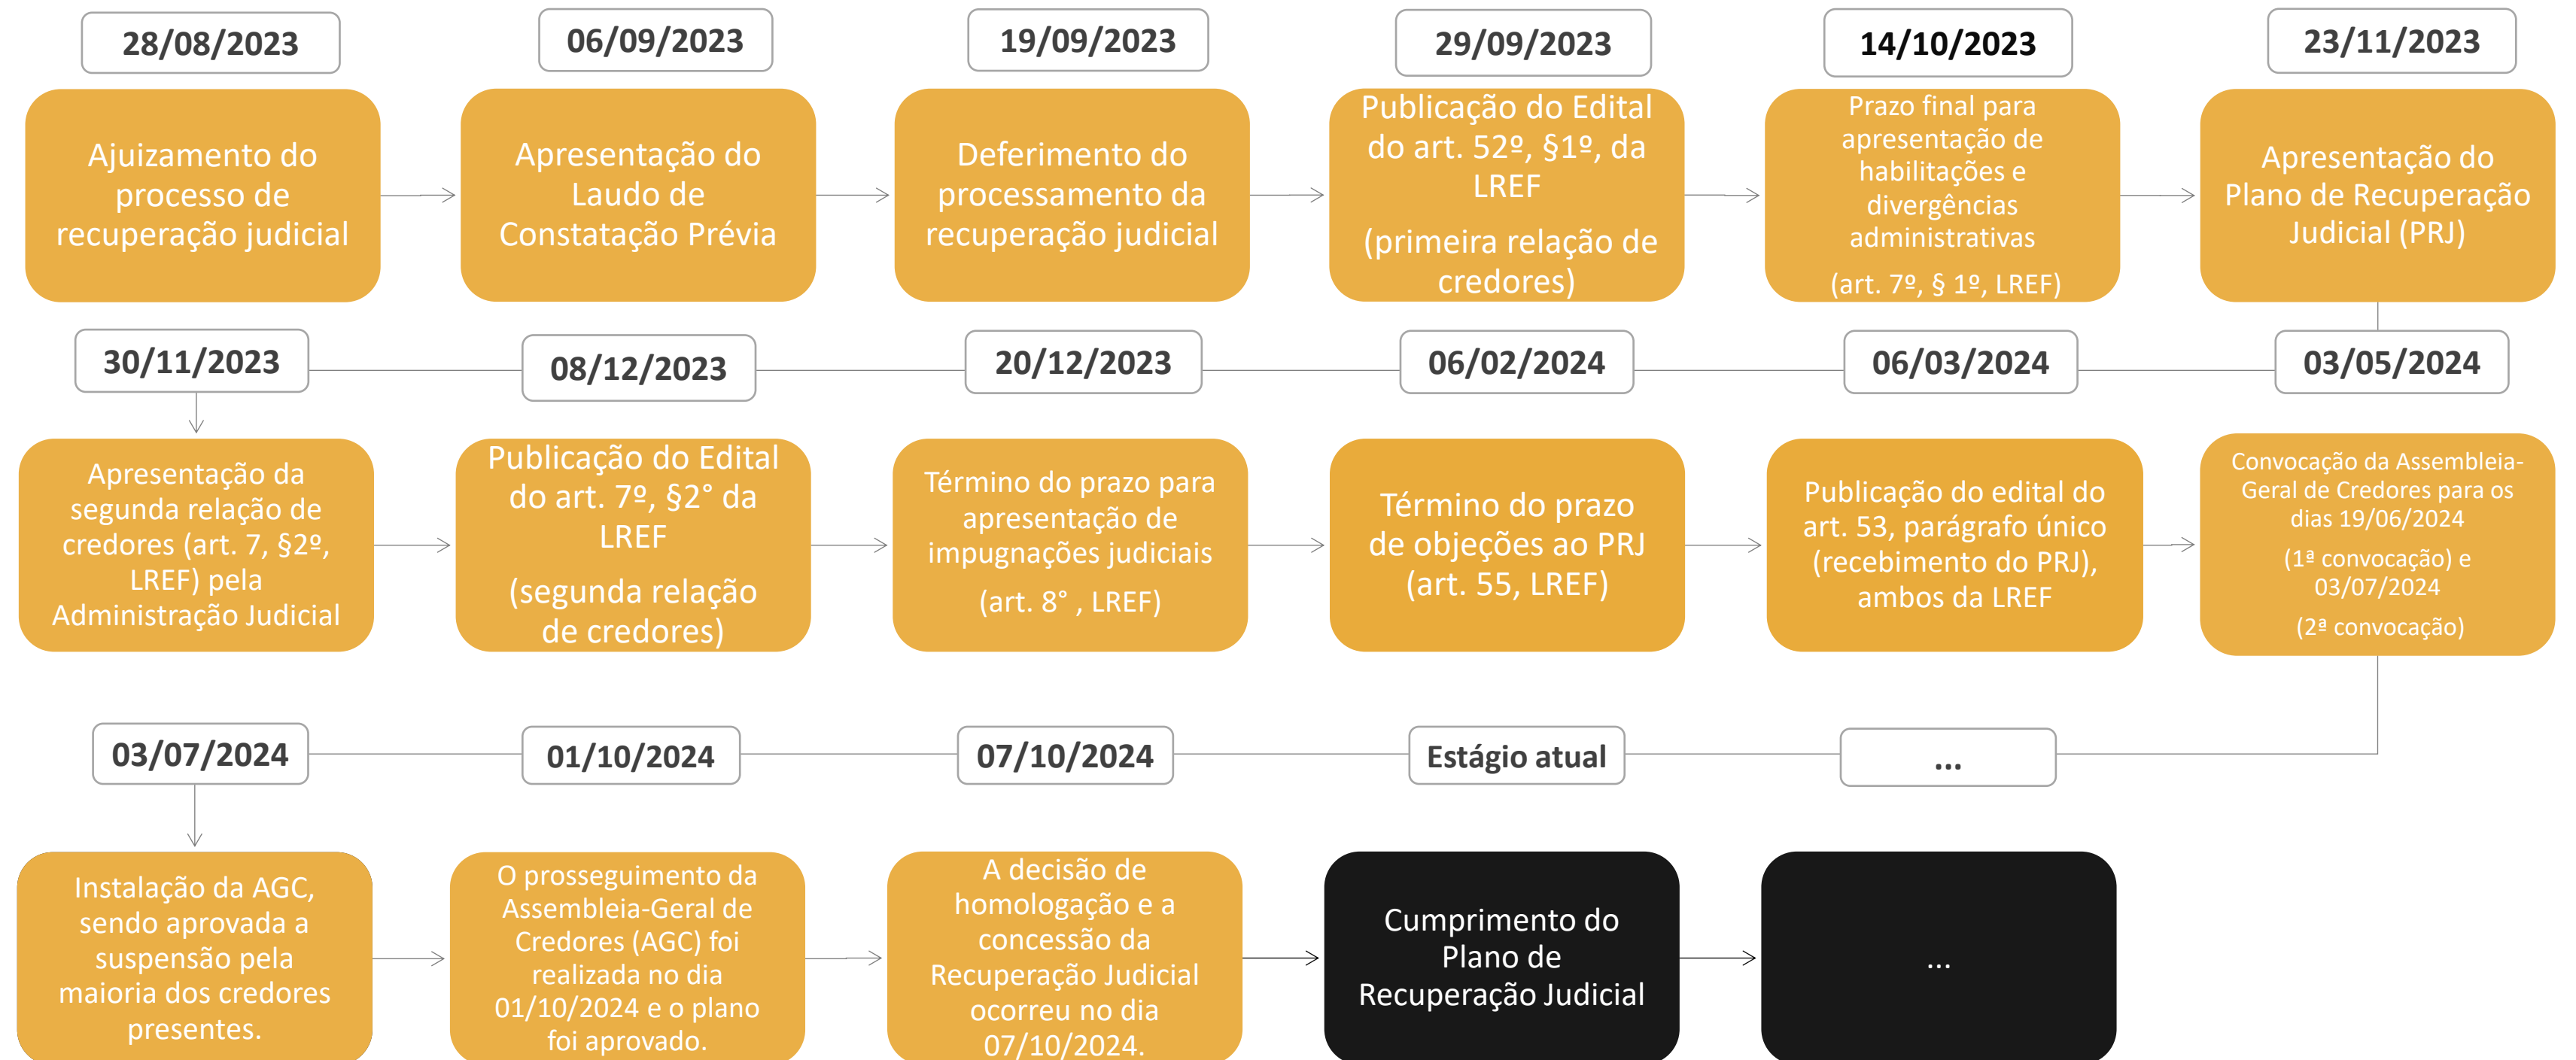 28/08/2023
06/09/2023
19/09/2023
29/09/2023
14/10/2023
23/11/2023
Ajuizamento do
processo de
recuperação judicial
Apresentação do
Laudo de
Constatação Prévia
Deferimento do
processamento da
recuperação judicial
Publicação do Edital
do art. 52º, §1º, da
LREF
(primeira relação de
credores)
Prazo final para
apresentação de
habilitações e
divergências
administrativas
(art. 7º, § 1º, LREF)
Apresentação do
Plano de Recuperação
Judicial (PRJ)
30/11/2023
08/12/2023
20/12/2023
06/02/2024
06/03/2024
03/05/2024
Apresentação da
segunda relação de
credores (art. 7, §2º,
LREF) pela
Administração Judicial
Publicação do Edital
do art. 7º, §2° da
LREF
(segunda relação
de credores)
Término do prazo para
apresentação de
impugnações judiciais
(art. 8° , LREF)
Término do prazo
de objeções ao PRJ
(art. 55, LREF)
Publicação do edital do
art. 53, parágrafo único
(recebimento do PRJ),
ambos da LREF
Convocação da Assembleia-
Geral de Credores para os
dias 19/06/2024
(1ª convocação) e
03/07/2024
(2ª convocação)
03/07/2024
01/10/2024
07/10/2024
Estágio atual
...
Instalação da AGC,
sendo aprovada a
suspensão pela
maioria dos credores
presentes.
O prosseguimento da
Assembleia-Geral de
Credores (AGC) foi
realizada no dia
01/10/2024 e o plano
foi aprovado.
A decisão de
homologação e a
concessão da
Recuperação Judicial
ocorreu no dia
07/10/2024.
Cumprimento do
Plano de
Recuperação Judicial
...